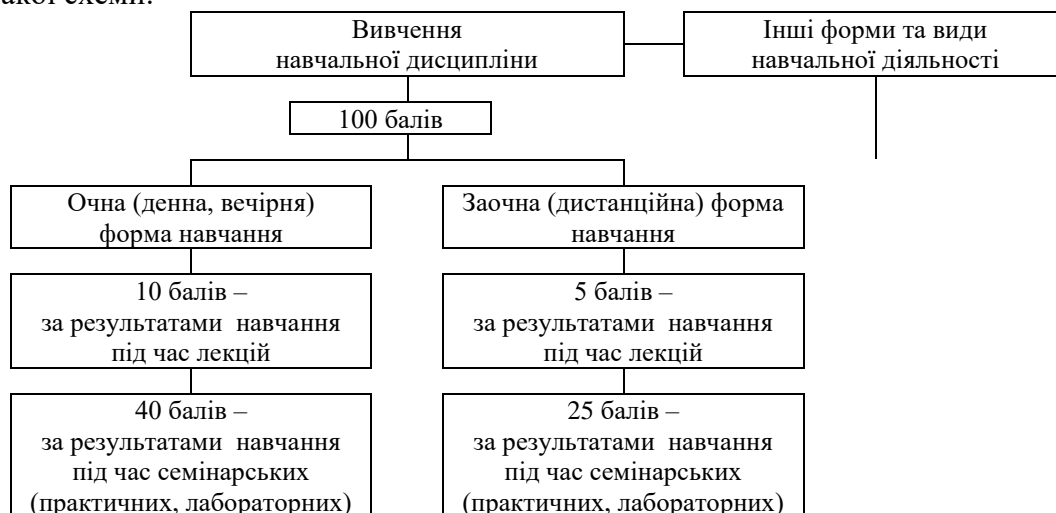 акої схеми:
Вивчення
навчальної дисципліни
Інші форми та види
навчальної діяльності
100 балів
Очна (денна, вечірня)
форма навчання
Заочна (дистанційна) форма
навчання
10 балів –
за результатами навчання
під час лекцій
5 балів –
за результатами навчання
під час лекцій
40 балів –
за результатами навчання
під час семінарських
(практичних, лабораторних)
25 балів –
за результатами навчання
під час семінарських
(практичних, лабораторних)